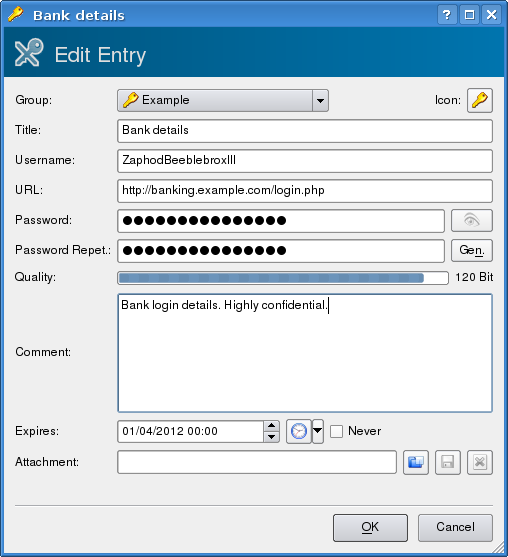 Bank details
Edit Entry
Group: Example Icon:
Title: Bank details
Username: ZaphodBeeblebroxIII
URL: http://banking.example.com/login.php
Password: ●●●●●●●●●●●●●●●
Password Repet.: ●●●●●●●●●●●●●●● Gen.
Quality: 120 Bit
Comment: Bank login details. Highly confidential.
Expires: 01/04/2012 00:00 Never
Attachment:
OK Cancel